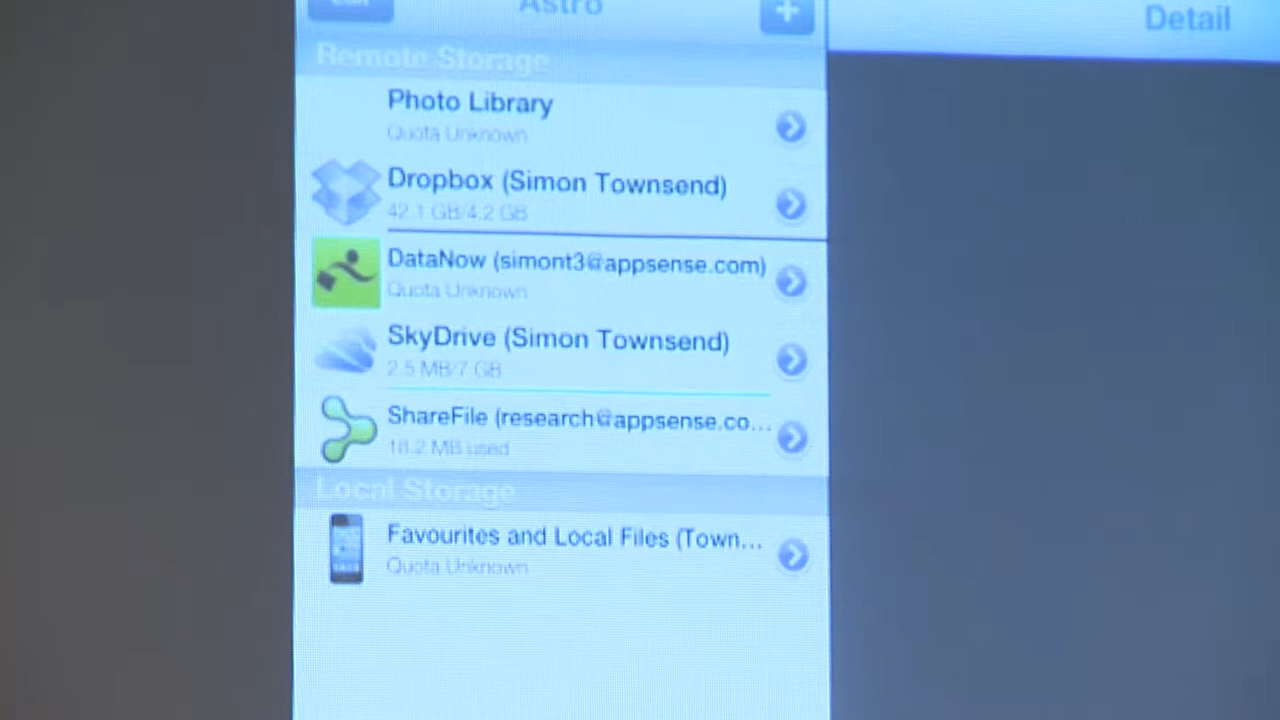 Edit
Astro
+
Detail
Remote Storage
Photo Library
Quota Unknown
Dropbox (Simon Townsend)
42.1 GB/4.2 GB
DataNow (simont3@appsense.com)
Quota Unknown
SkyDrive (Simon Townsend)
2.5 MB/7 GB
ShareFile (research@appsense.co...
18.2 MB used
Local Storage
Favourites and Local Files (Town...
Quota Unknown